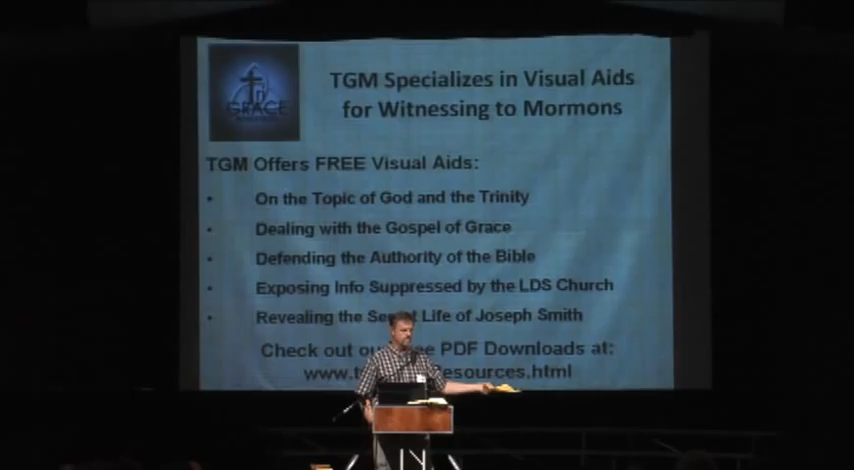 GRACE
TGM Specializes in Visual Aids
for Witnessing to Mormons
TGM Offers FREE Visual Aids:
• On the Topic of God and the Trinity
• Dealing with the Gospel of Grace
• Defending the Authority of the Bible
• Exposing Info Suppressed by the LDS Church
• Revealing the Life of Joseph Smith
Check out PDF Downloads at: